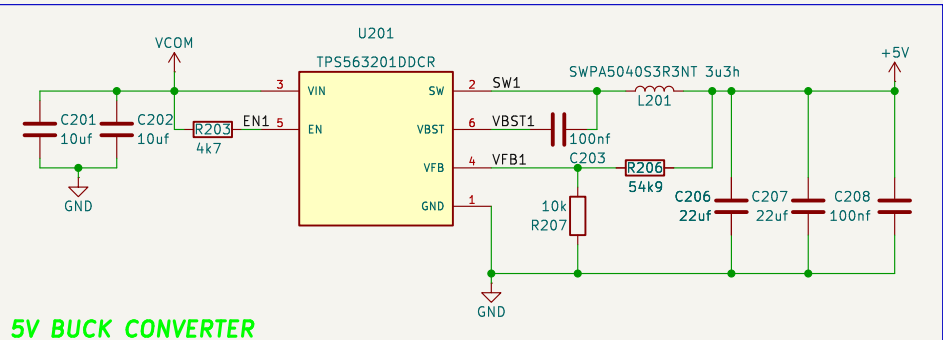 U201
VCOM
TPS563201DDCR
SWPA5040S3R3NT 3u3h
+5V
3 VIN SW 2 SW1
L201
C201 10uf
C202 10uf
R203 4k7
EN1 5 EN VBST 6 VBST1
100nf
C203
VFB 4 VFB1
R206
54k9
GND
GND 1
10k
R207
C206 22uf
C207 22uf
C208 100nf
GND
5V BUCK CONVERTER